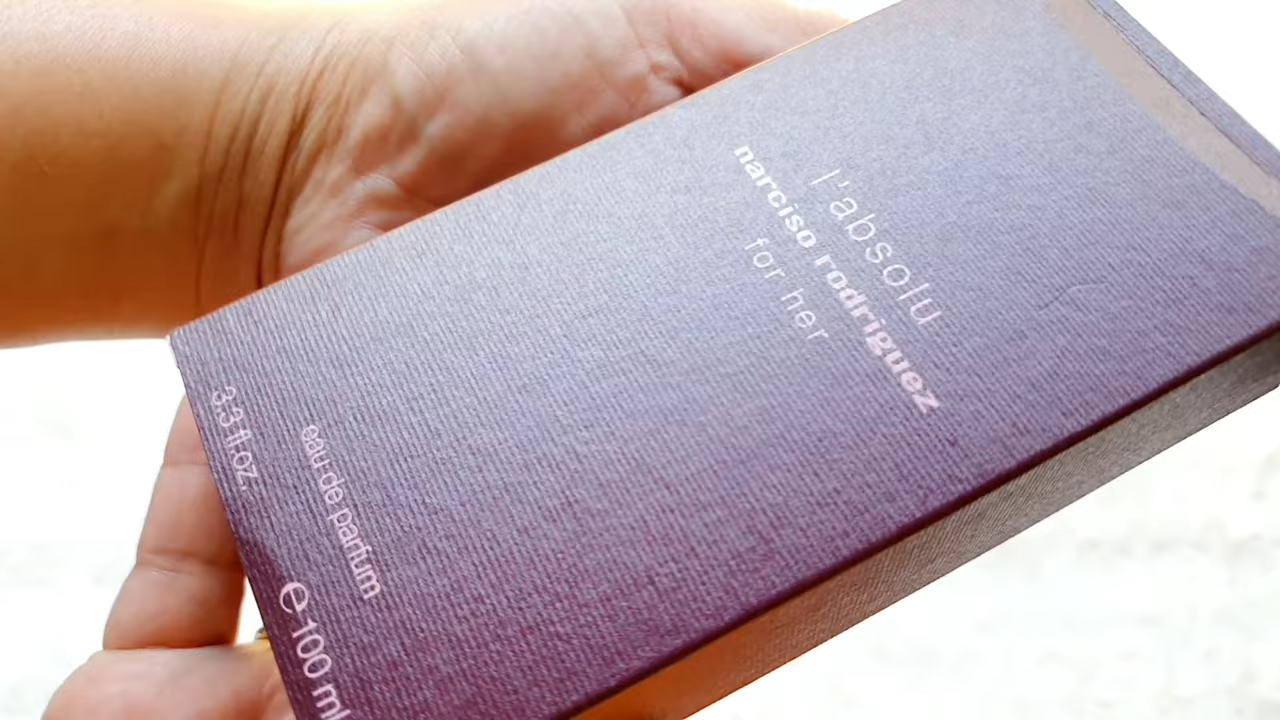 l'absolu
narciso rodriguez
for her
eau de parfum
3.3 fl.oz. e 100 ml